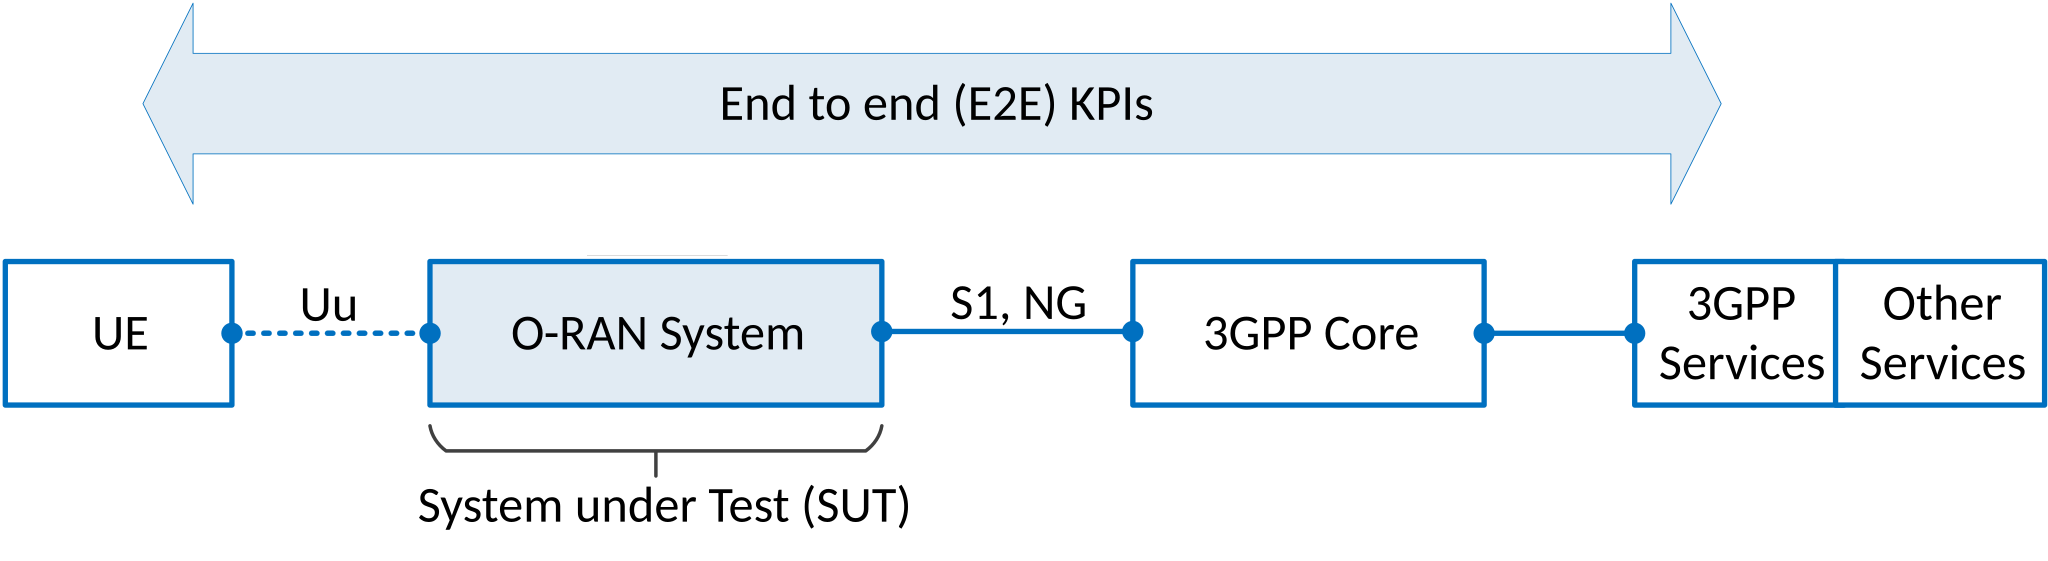 End to end (E2E) KPIs
UE
Uu
O-RAN System
S1, NG
3GPP Core
3GPP
Services
Other
Services
System under Test (SUT)